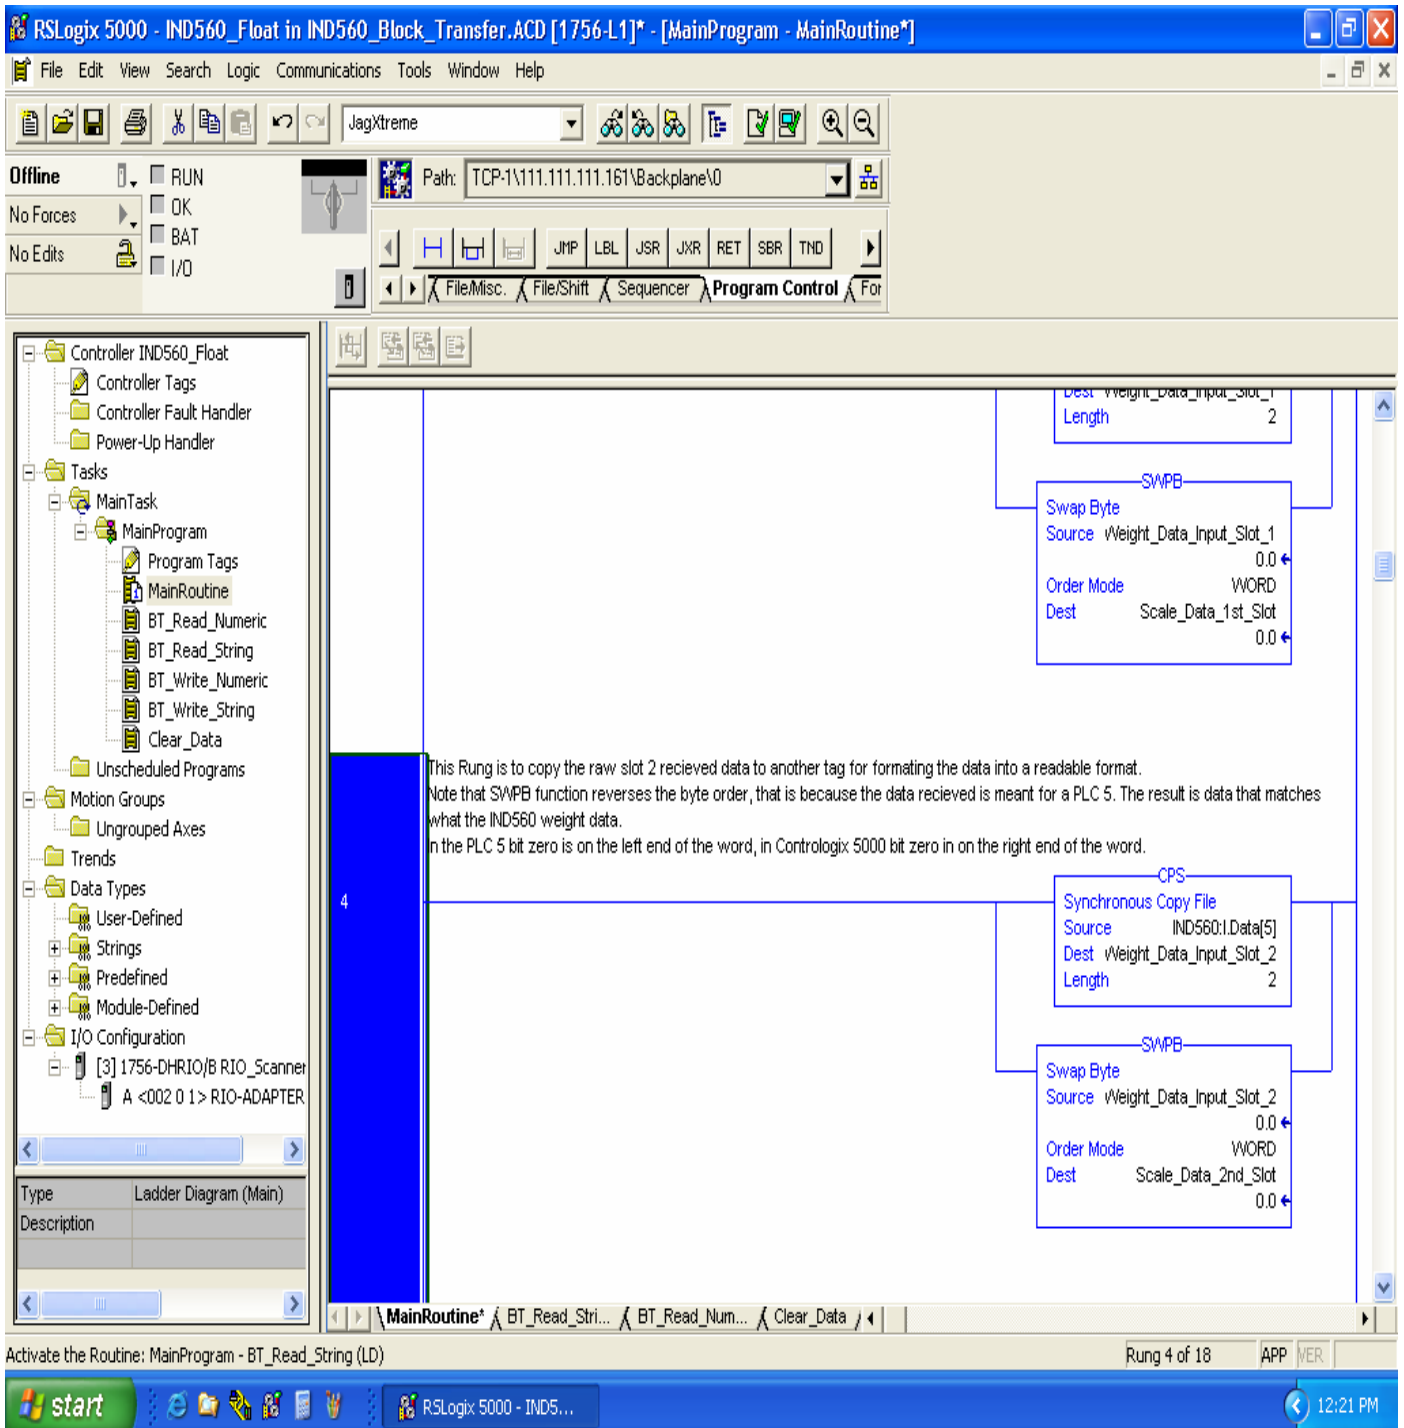 RSLogix 5000 - IND560_Float in IND560_Block_Transfer.ACD [1756-L1]* - [MainProgram - MainRoutine*]
File Edit View Search Logic Communications Tools Window Help
JagXtreme
Offline
RUN
No Forces
OK
No Edits
BAT
I/O
Path: TCP-1\111.111.111.161\Backplane\0
JMP LBL JSR JXR RET SBR TND
File/Misc. File/Shift Sequencer Program Control For
Controller IND560_Float
Controller Tags
Controller Fault Handler
Power-Up Handler
Tasks
MainTask
MainProgram
Program Tags
MainRoutine
BT_Read_Numeric
BT_Read_String
BT_Write_Numeric
BT_Write_String
Clear_Data
Unscheduled Programs
Motion Groups
Ungrouped Axes
Trends
Data Types
User-Defined
Strings
Predefined
Module-Defined
I/O Configuration
[3] 1756-DHRIO/B RIO_Scanner
A <002 0 1> RIO-ADAPTER
Type Ladder Diagram (Main)
Description
Dest Weight_Data_Input_Slot_1
Length 2
SWPB
Swap Byte
Source Weight_Data_Input_Slot_1
0.0
Order Mode WORD
Dest Scale_Data_1st_Slot
0.0
This Rung is to copy the raw slot 2 recieved data to another tag for formating the data into a readable format.
Note that SWPB function reverses the byte order, that is because the data recieved is meant for a PLC 5. The result is data that matches
what the IND560 weight data.
In the PLC 5 bit zero is on the left end of the word, in Contrologix 5000 bit zero in on the right end of the word.
4
CPS
Synchronous Copy File
Source IND560:I.Data[5]
Dest Weight_Data_Input_Slot_2
Length 2
SWPB
Swap Byte
Source Weight_Data_Input_Slot_2
0.0
Order Mode WORD
Dest Scale_Data_2nd_Slot
0.0
MainRoutine* BT_Read_Stri... BT_Read_Num... Clear_Data
Activate the Routine: MainProgram - BT_Read_String (LD)
Rung 4 of 18 APP VER
start
RSLogix 5000 - IND5...
12:21 PM